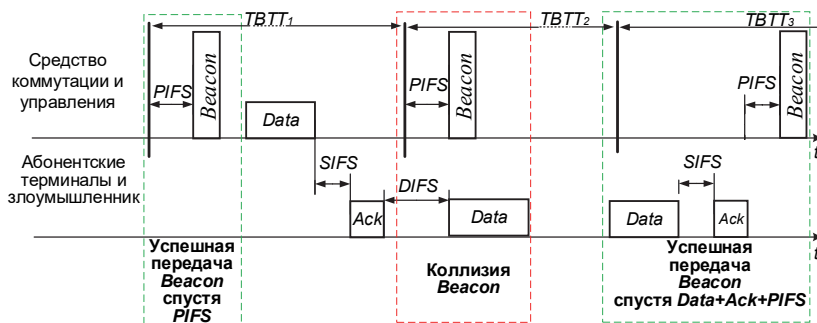 TBTT₁
TBTT₂
TBTT₃
Средство
коммутации и
управления
PIFS
Beacon
Data
PIFS
Beacon
PIFS
Beacon
t
Абонентские
терминалы и
злоумышленник
SIFS
Ack
DIFS
Data
Data
SIFS
Ack
t
Успешная
передача
Beacon
спустя
PIFS
Коллизия
Beacon
Успешная
передача
Beacon
спустя Data+Ack+PIFS